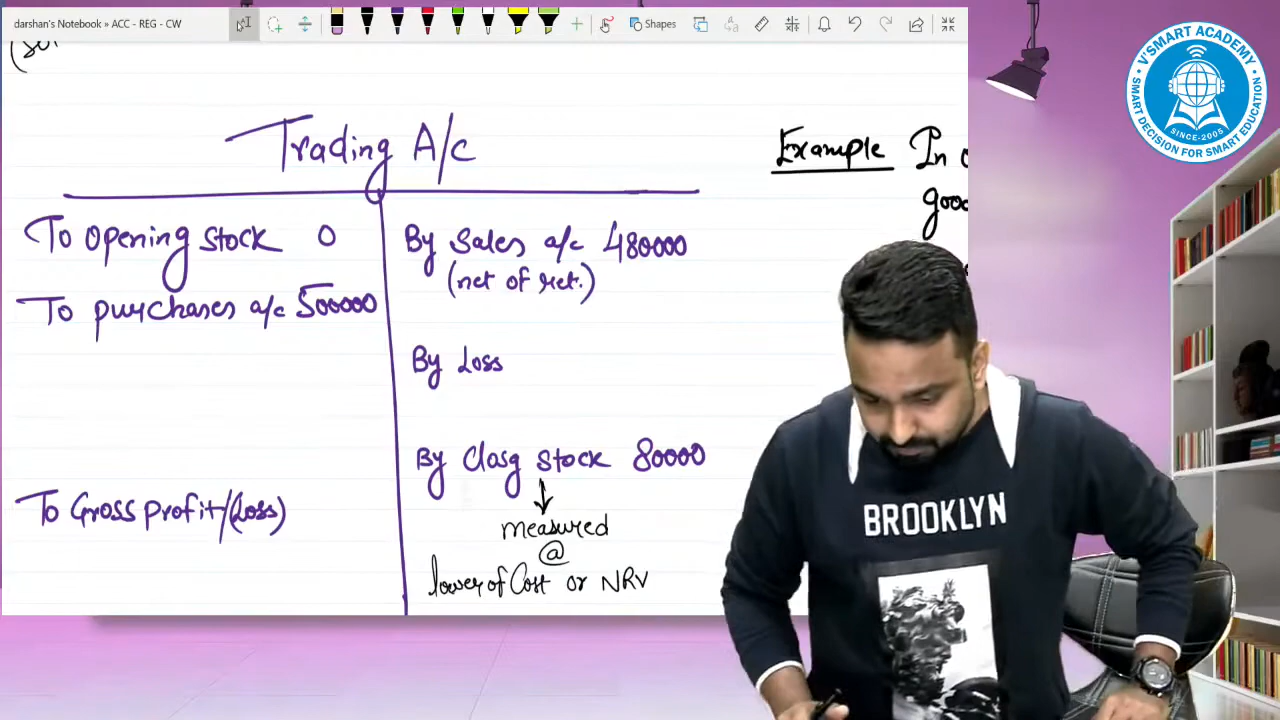 darshan's Notebook » ACC - REG - CW
Shapes
Trading A/c
To opening stock 0
To purchases a/c 500000
To Gross profit/(Loss)
By Sales a/c 480000
(net of ret.)
By Loss
By Closg stock 80000
measured
@
lower of Cost or NRV
Example In
good
V'SMART ACADEMY
SINCE-2005
SMART DECISION FOR SMART EDUCATION
BROOKLYN